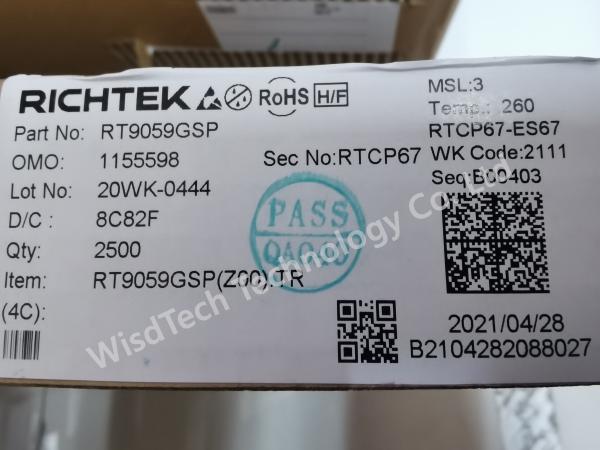 RICHTEK RoHS H/F
MSL:3
Temp.: 260
Part No: RT9059GSP
RTCP67-ES67
OMO: 1155598
Sec No:RTCP67
WK Code:2111
Lot No: 20WK-0444
Seq:B00403
D/C : 8C82F
PASS
Qty: 2500
Item: RT9059GSP(Z00).TR
(4C):
2021/04/28
B2104282088027
WisdTech Technology Co.,Ltd